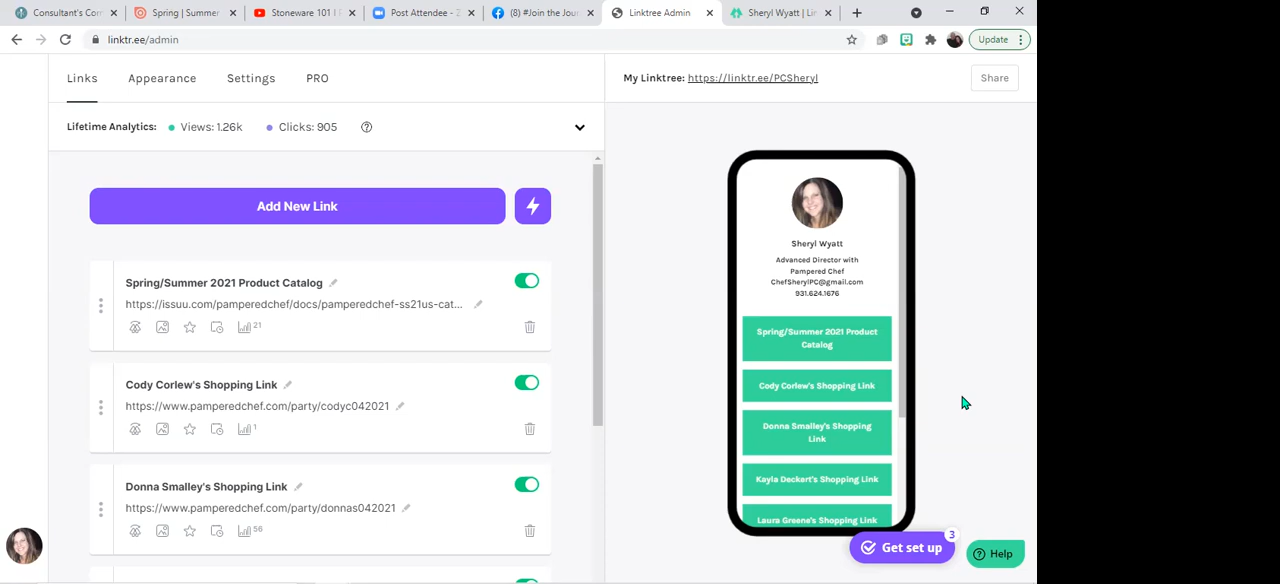 Consultant's Corn
Spring | Summer
Stoneware 101 |
Post Attendee - Z
(8) #Join the Jour
Linktree Admin
Sheryl Wyatt | Lin
linktr.ee/admin
Update
Links
Appearance
Settings
PRO
My Linktree: https://linktr.ee/PCSheryl
Share
Lifetime Analytics:
Views: 1.26k
Clicks: 905
Add New Link
Spring/Summer 2021 Product Catalog
https://issuu.com/pamperedchef/docs/pamperedchef-ss21us-cat...
21
Cody Corlew's Shopping Link
https://www.pamperedchef.com/party/codyc042021
1
Donna Smalley's Shopping Link
https://www.pamperedchef.com/party/donnas042021
56
Sheryl Wyatt
Advanced Director with
Pampered Chef
ChefSherylPC@gmail.com
931.624.1676
Spring/Summer 2021 Product
Catalog
Cody Corlew's Shopping Link
Donna Smalley's Shopping
Link
Kayla Deckert's Shopping Link
Laura Greene's Shopping Link
Get set up
3
Help